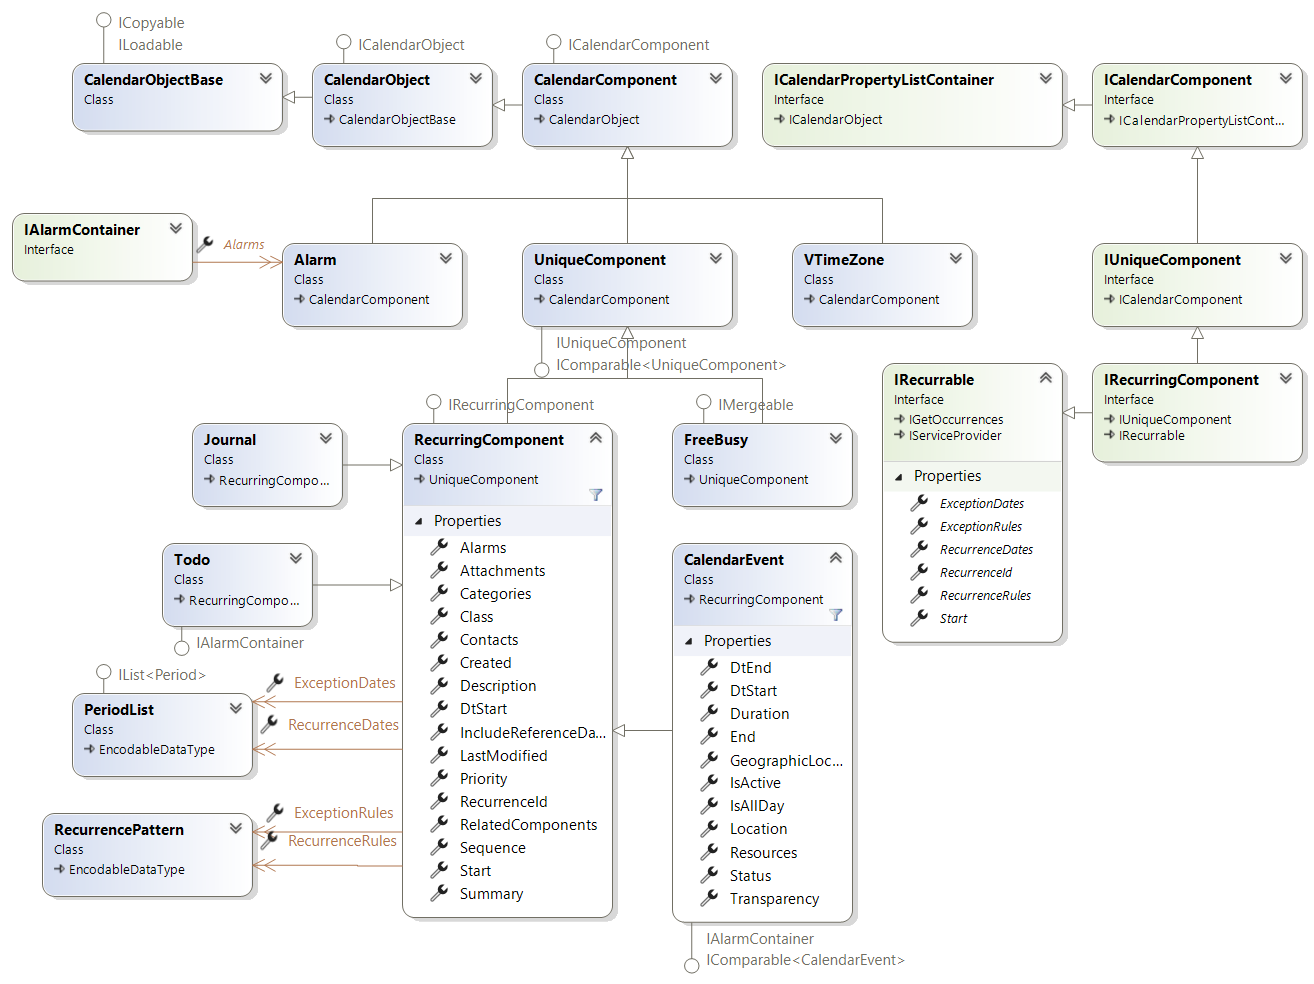 ICopyable
ILoadable
CalendarObjectBase
Class
ICalendarObject
CalendarObject
Class
CalendarObjectBase
ICalendarComponent
CalendarComponent
Class
CalendarObject
ICalendarPropertyListContainer
Interface
ICalendarObject
ICalendarComponent
Interface
ICalendarPropertyListCont...
IAlarmContainer
Interface
Alarms
Alarm
Class
CalendarComponent
UniqueComponent
Class
CalendarComponent
IUniqueComponent
IComparable<UniqueComponent>
VTimeZone
Class
CalendarComponent
IUniqueComponent
Interface
ICalendarComponent
IRecurrable
Interface
IGetOccurrences
IServiceProvider
Properties
ExceptionDates
ExceptionRules
RecurrenceDates
RecurrenceId
RecurrenceRules
Start
IRecurringComponent
Interface
IUniqueComponent
IRecurrable
Journal
Class
RecurringCompo...
Todo
Class
RecurringCompo...
IAlarmContainer
IList<Period>
PeriodList
Class
EncodableDataType
ExceptionDates
RecurrenceDates
RecurrencePattern
Class
EncodableDataType
ExceptionRules
RecurrenceRules
IRecurringComponent
RecurringComponent
Class
UniqueComponent
Properties
Alarms
Attachments
Categories
Class
Contacts
Created
Description
DtStart
IncludeReferenceDa...
LastModified
Priority
RecurrenceId
RelatedComponents
Sequence
Start
Summary
IMergeable
FreeBusy
Class
UniqueComponent
CalendarEvent
Class
RecurringComponent
Properties
DtEnd
DtStart
Duration
End
GeographicLoc...
IsActive
IsAllDay
Location
Resources
Status
Transparency
IAlarmContainer
IComparable<CalendarEvent>